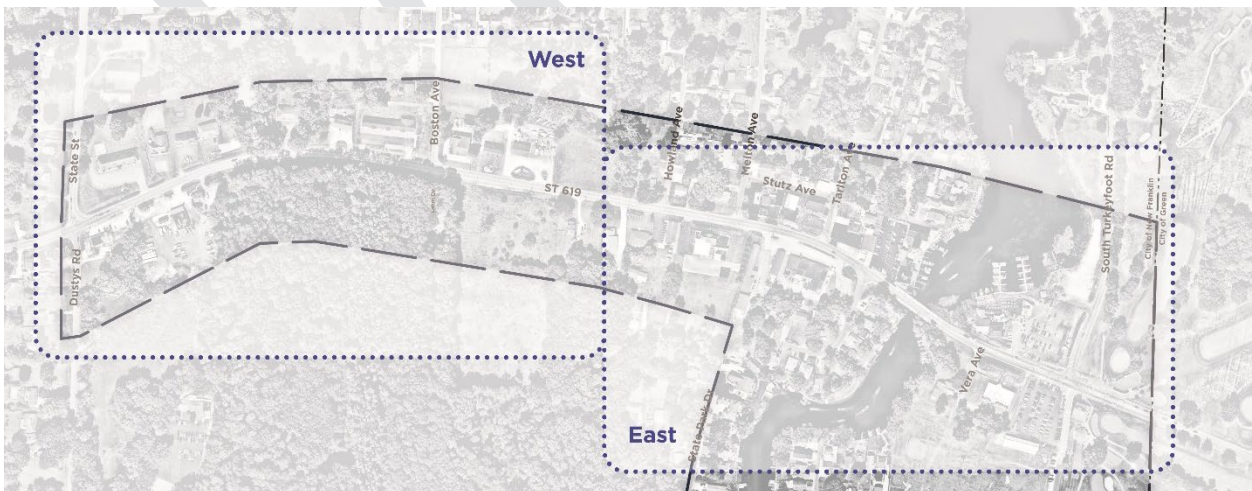 West
State St
Boston Ave
Howland Ave
Melton Ave
Stutz Ave
Tarlton Ave
ST 619
South Turkeyfoot Rd
City of New Franklin
City of Green
Dustys Rd
Vera Ave
East
State Park Dr